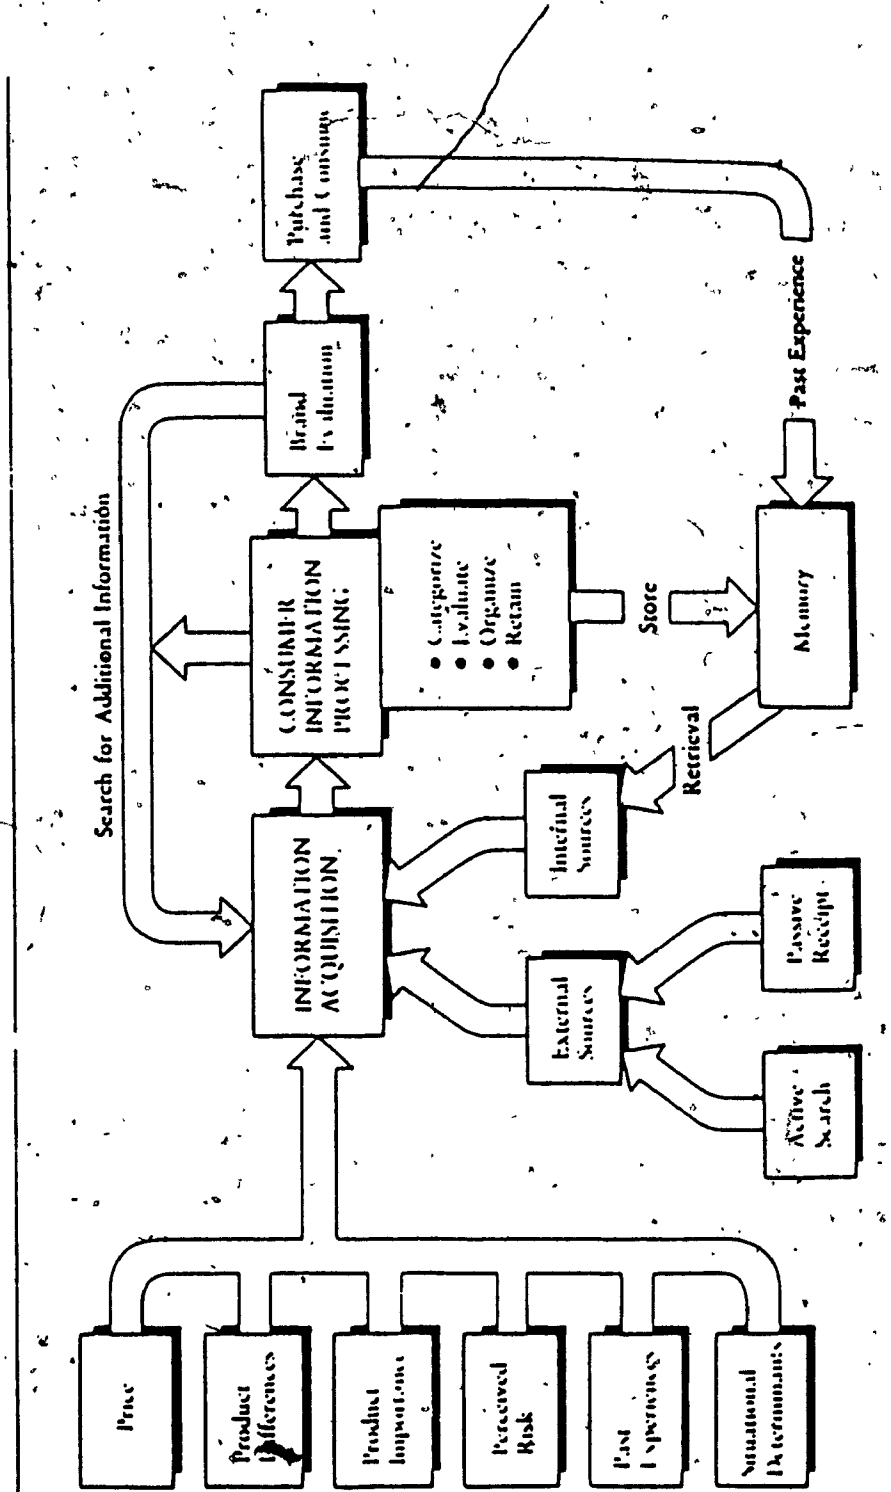 Search for Additional Information
Price
Product
Differences
Product
Importance
Perceived
Risk
Past
Experiences
Situational
Determinants
INFORMATION
ACQUISITION
CONSUMER
INFORMATION
PROCESSING
Brand
Evaluation
Purchase
and Consum
• Categorize
• Evaluate
• Organize
• Retain
External
Sources
Internal
Sources
Retrieval
Store
Active
Search
Passive
Receipt
Memory
Past Experience